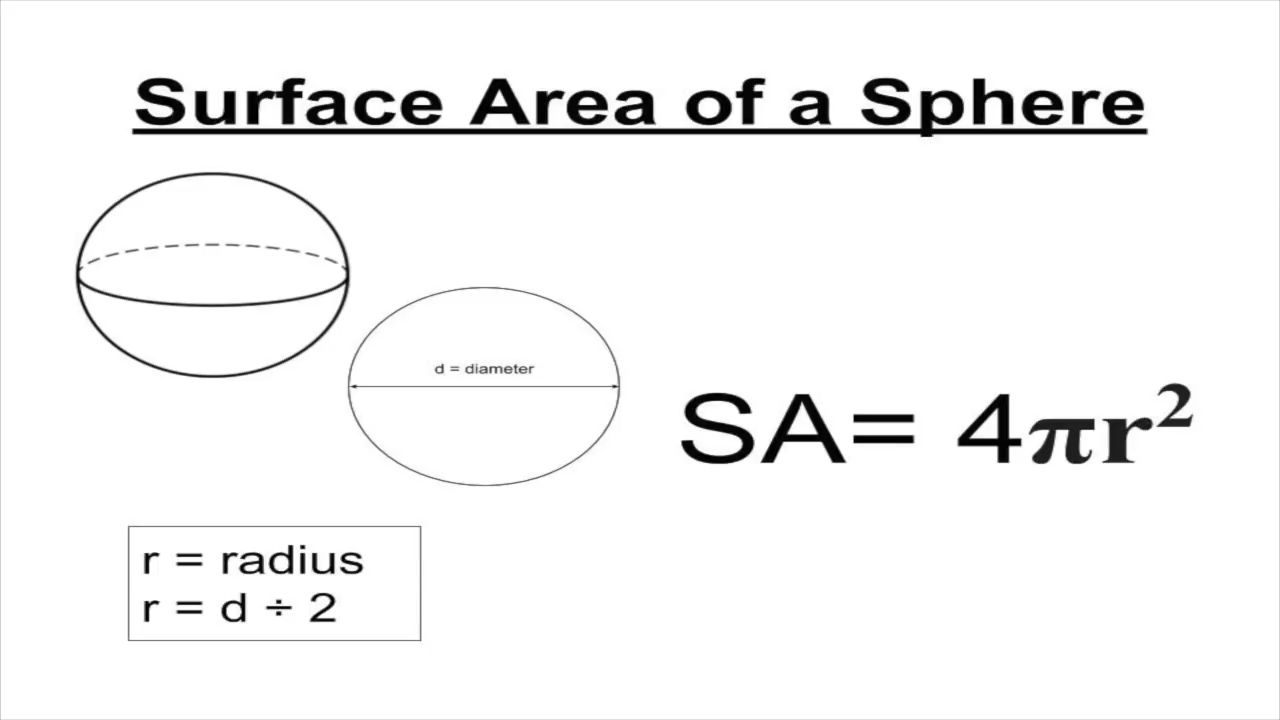 Surface Area of a Sphere
d = diameter
SA= 4πr²
r = radius
r = d ÷ 2